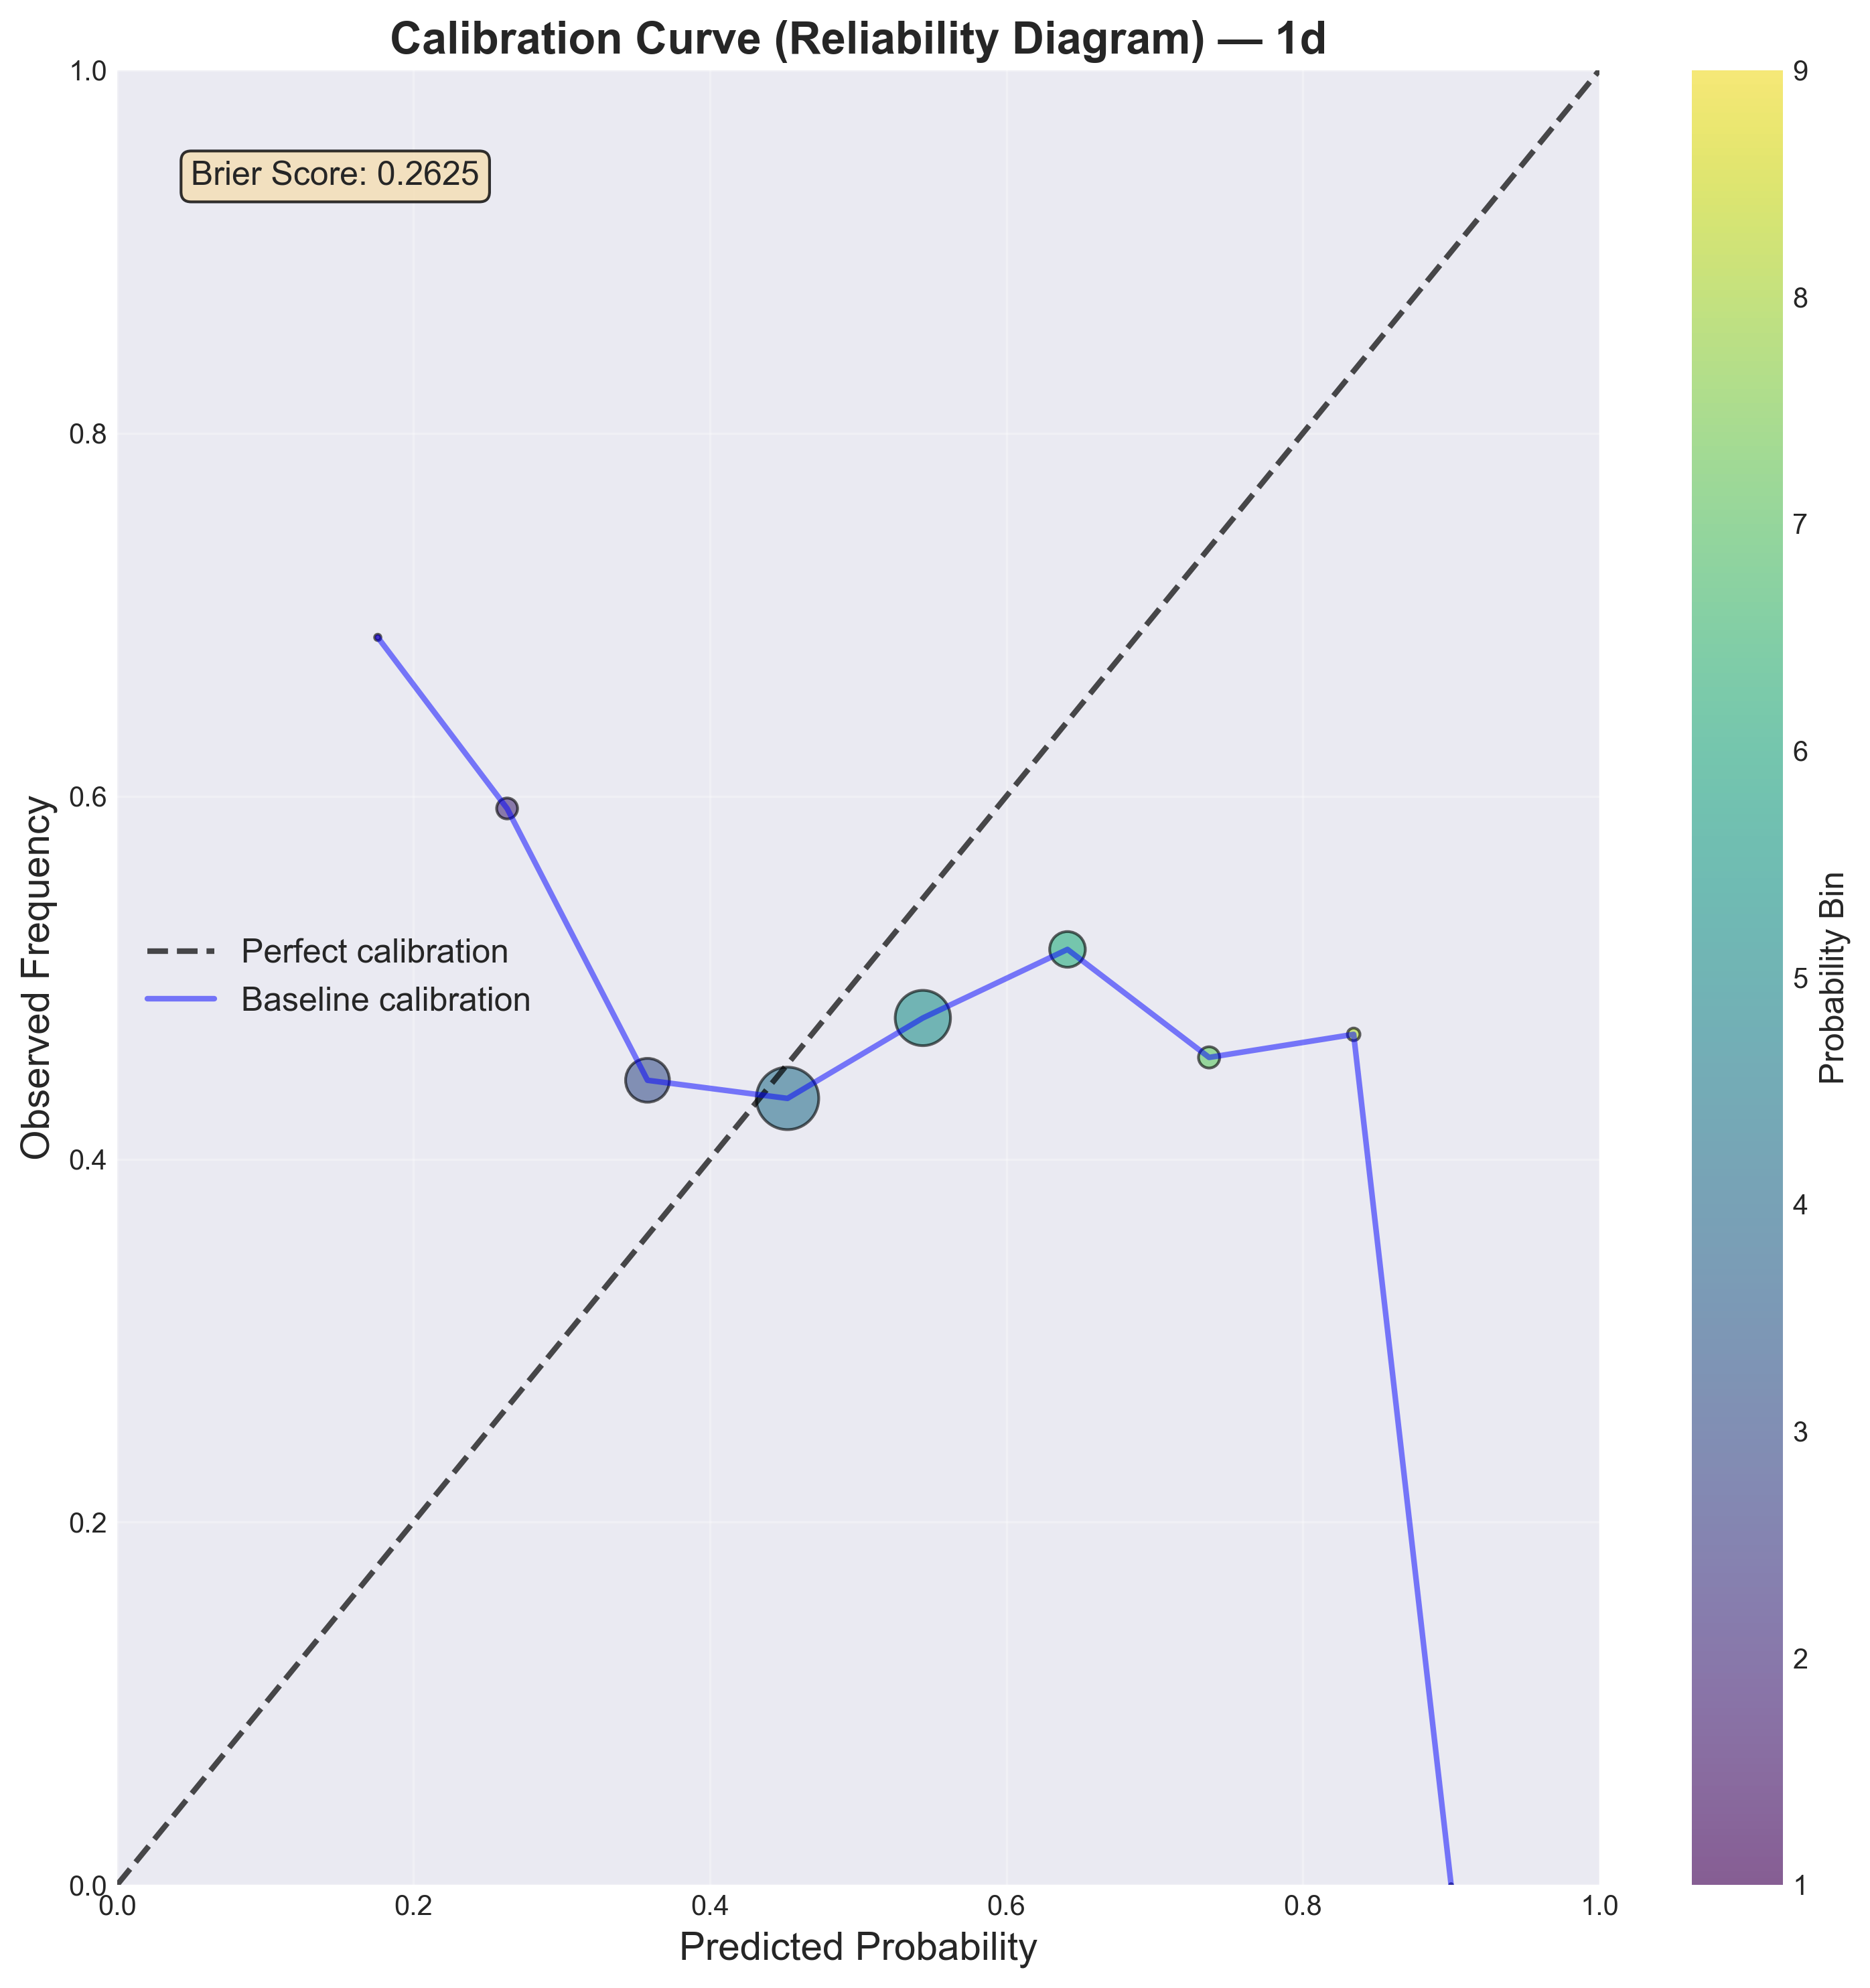 Calibration Curve (Reliability Diagram) — 1d
Brier Score: 0.2625
Perfect calibration
Baseline calibration
Observed Frequency
1.0
0.8
0.6
0.4
0.2
0.0
0.0 0.2 0.4 0.6 0.8 1.0
Predicted Probability
9
8
7
6
5
4
3
2
1
Probability Bin